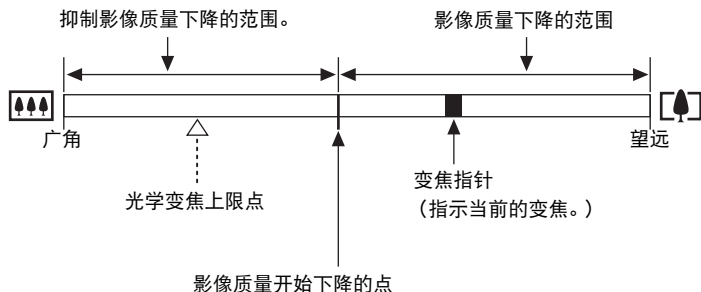 抑制影像质量下降的范围。
影像质量下降的范围
广角
望远
光学变焦上限点
变焦指针
（指示当前的变焦。）
影像质量开始下降的点